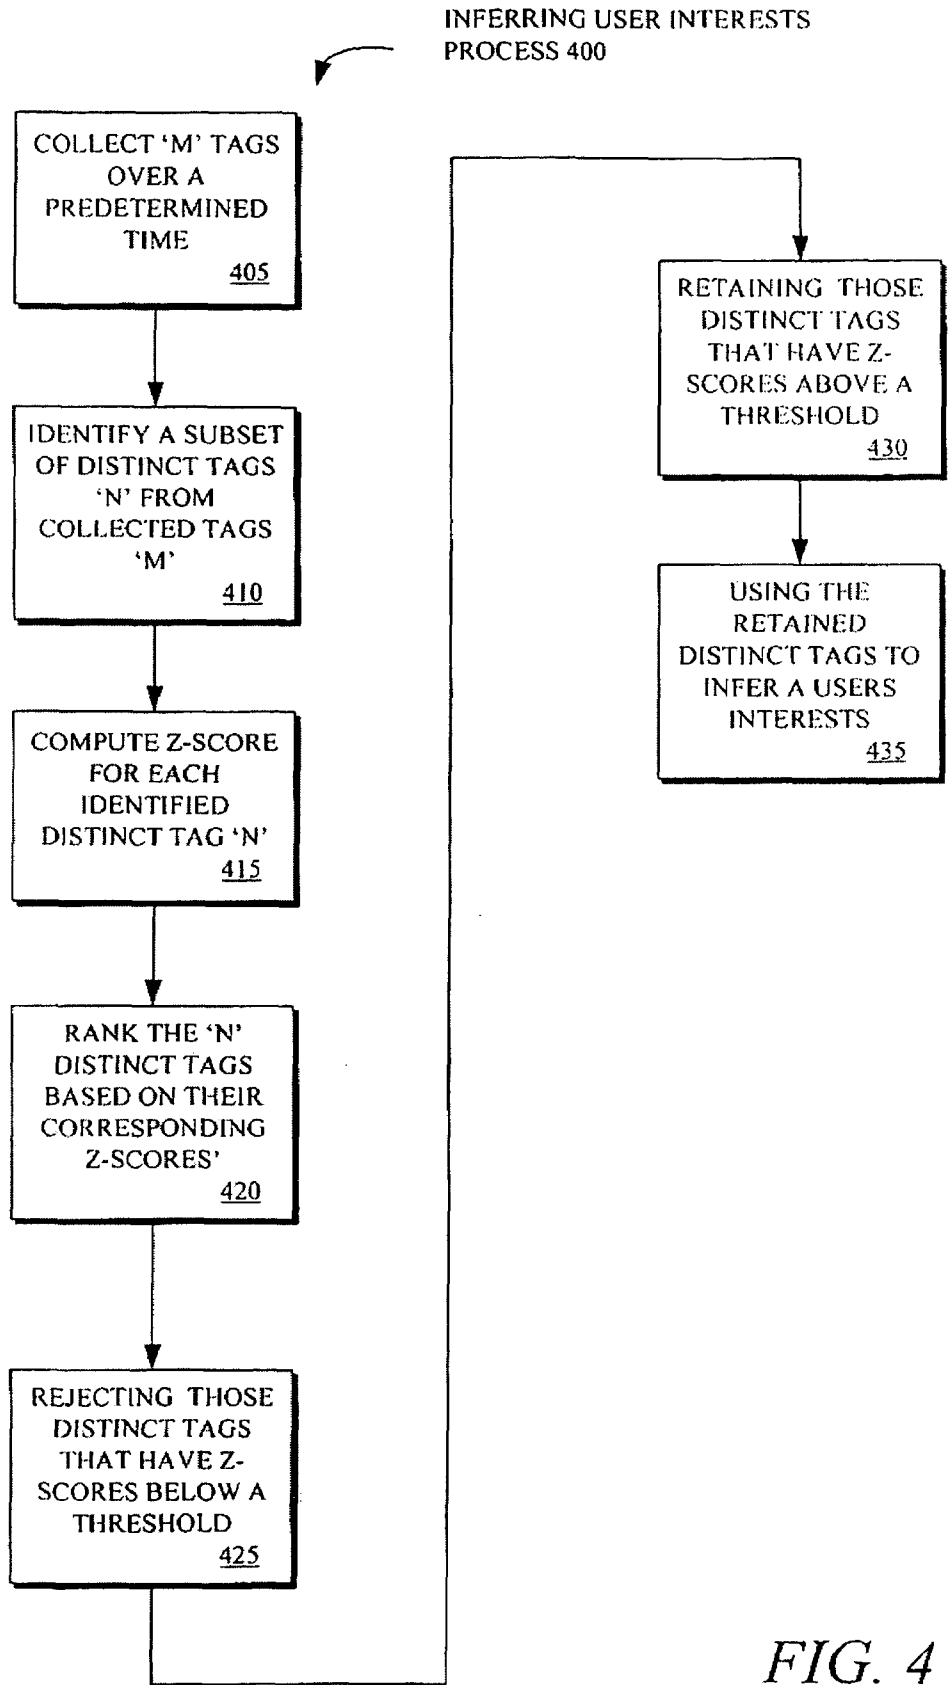 INFERRING USER INTERESTS
PROCESS 400
COLLECT ‘M’ TAGS
OVER A
PREDETERMINED
TIME
405
IDENTIFY A SUBSET
OF DISTINCT TAGS
‘N’ FROM
COLLECTED TAGS
‘M’
410
COMPUTE Z-SCORE
FOR EACH
IDENTIFIED
DISTINCT TAG ‘N’
415
RANK THE ‘N’
DISTINCT TAGS
BASED ON THEIR
CORRESPONDING
Z-SCORES’
420
REJECTING THOSE
DISTINCT TAGS
THAT HAVE Z-
SCORES BELOW A
THRESHOLD
425
RETAINING THOSE
DISTINCT TAGS
THAT HAVE Z-
SCORES ABOVE A
THRESHOLD
430
USING THE
RETAINED
DISTINCT TAGS TO
INFER A USERS
INTERESTS
435
FIG. 4